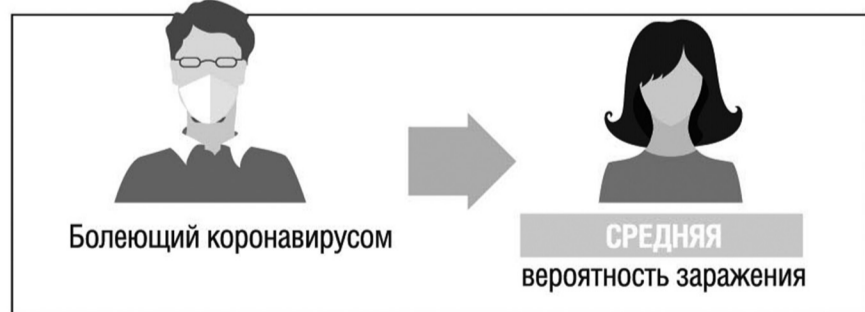 Болеющий коронавирусом
СРЕДНЯЯ
вероятность заражения